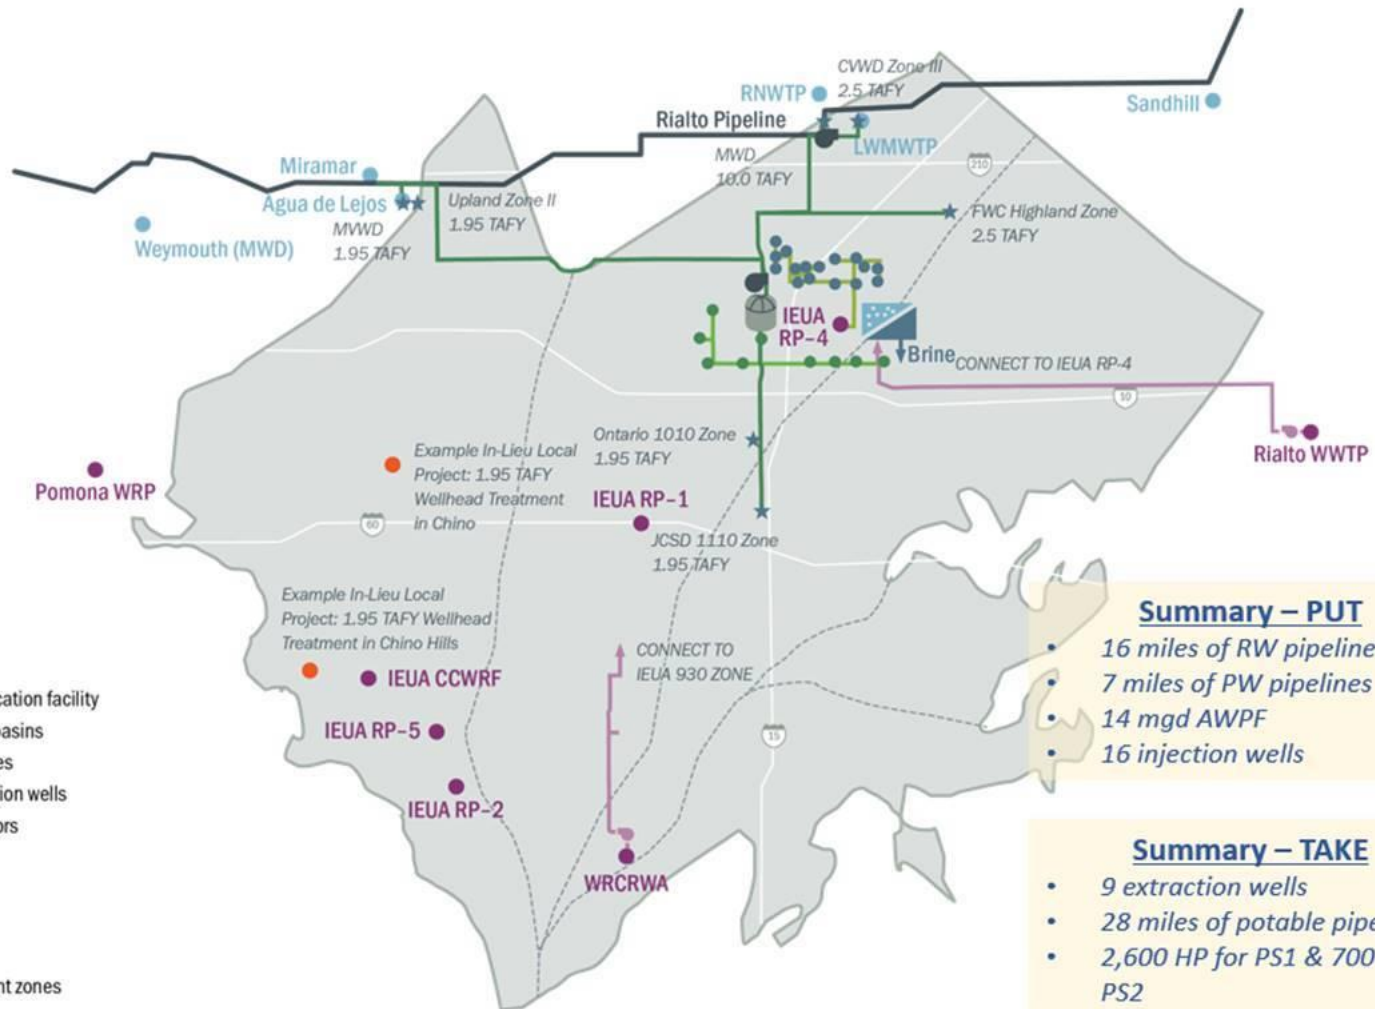 CVWD Zone III
2.5 TAFY
RNWTP
Sandhill
Rialto Pipeline
LWMWTP
MWD
10.0 TAFY
210
Miramar
Agua de Lejos
Upland Zone II
1.95 TAFY
MVWD
1.95 TAFY
Weymouth (MWD)
FWC Highland Zone
2.5 TAFY
IEUA
RP-4
Brine
CONNECT TO IEUA RP-4
10
Rialto WWTP
Ontario 1010 Zone
1.95 TAFY
Example In-Lieu Local
Project: 1.95 TAFY
Wellhead Treatment
in Chino
Pomona WRP
IEUA RP-1
60
JCSD 1110 Zone
1.95 TAFY
Example In-Lieu Local
Project: 1.95 TAFY Wellhead
Treatment in Chino Hills
CONNECT TO
IEUA 930 ZONE
IEUA CCWRF
IEUA RP-5
IEUA RP-2
15
WRCRWA
cation facility
basins
es
ion wells
ors
nt zones
Summary – PUT
• 16 miles of RW pipeline
• 7 miles of PW pipelines
• 14 mgd AWPF
• 16 injection wells
Summary – TAKE
• 9 extraction wells
• 28 miles of potable pipe
• 2,600 HP for PS1 & 700
PS2